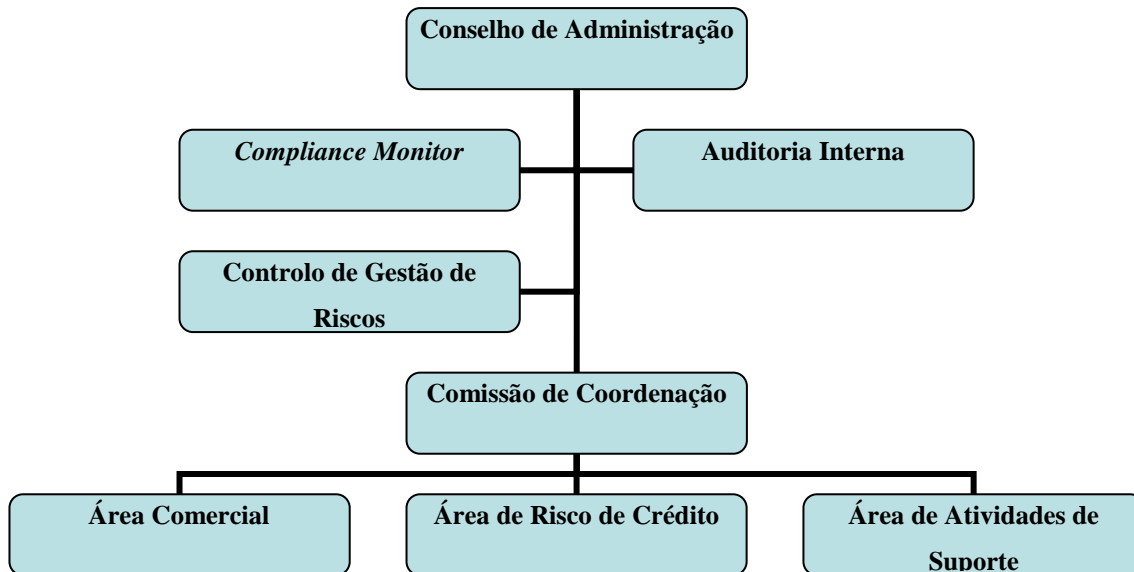 Conselho de Administração
Compliance Monitor
Auditoria Interna
Controlo de Gestão de
Riscos
Comissão de Coordenação
Área Comercial
Área de Risco de Crédito
Área de Atividades de
Suporte